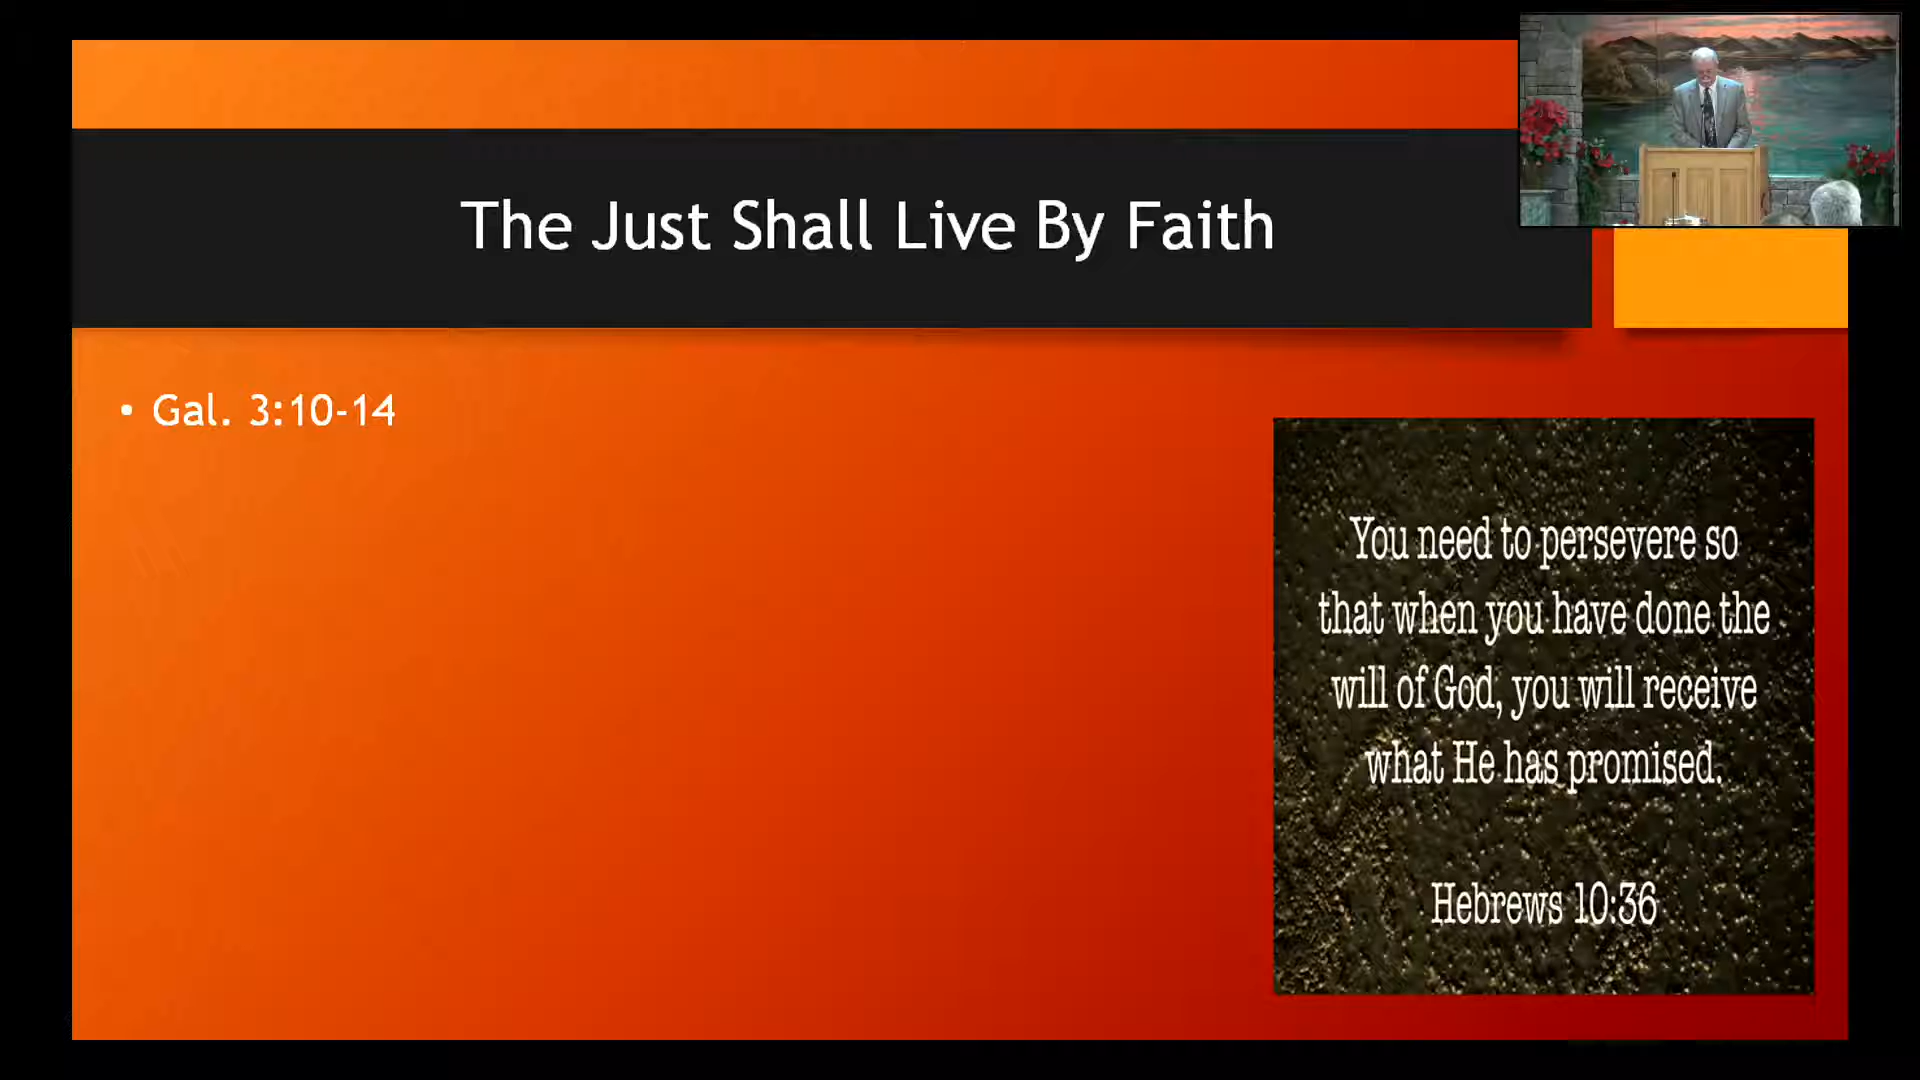 The Just Shall Live By Faith
• Gal. 3:10-14
You need to persevere so
that when you have done the
will of God, you will receive
what He has promised.
Hebrews 10:36